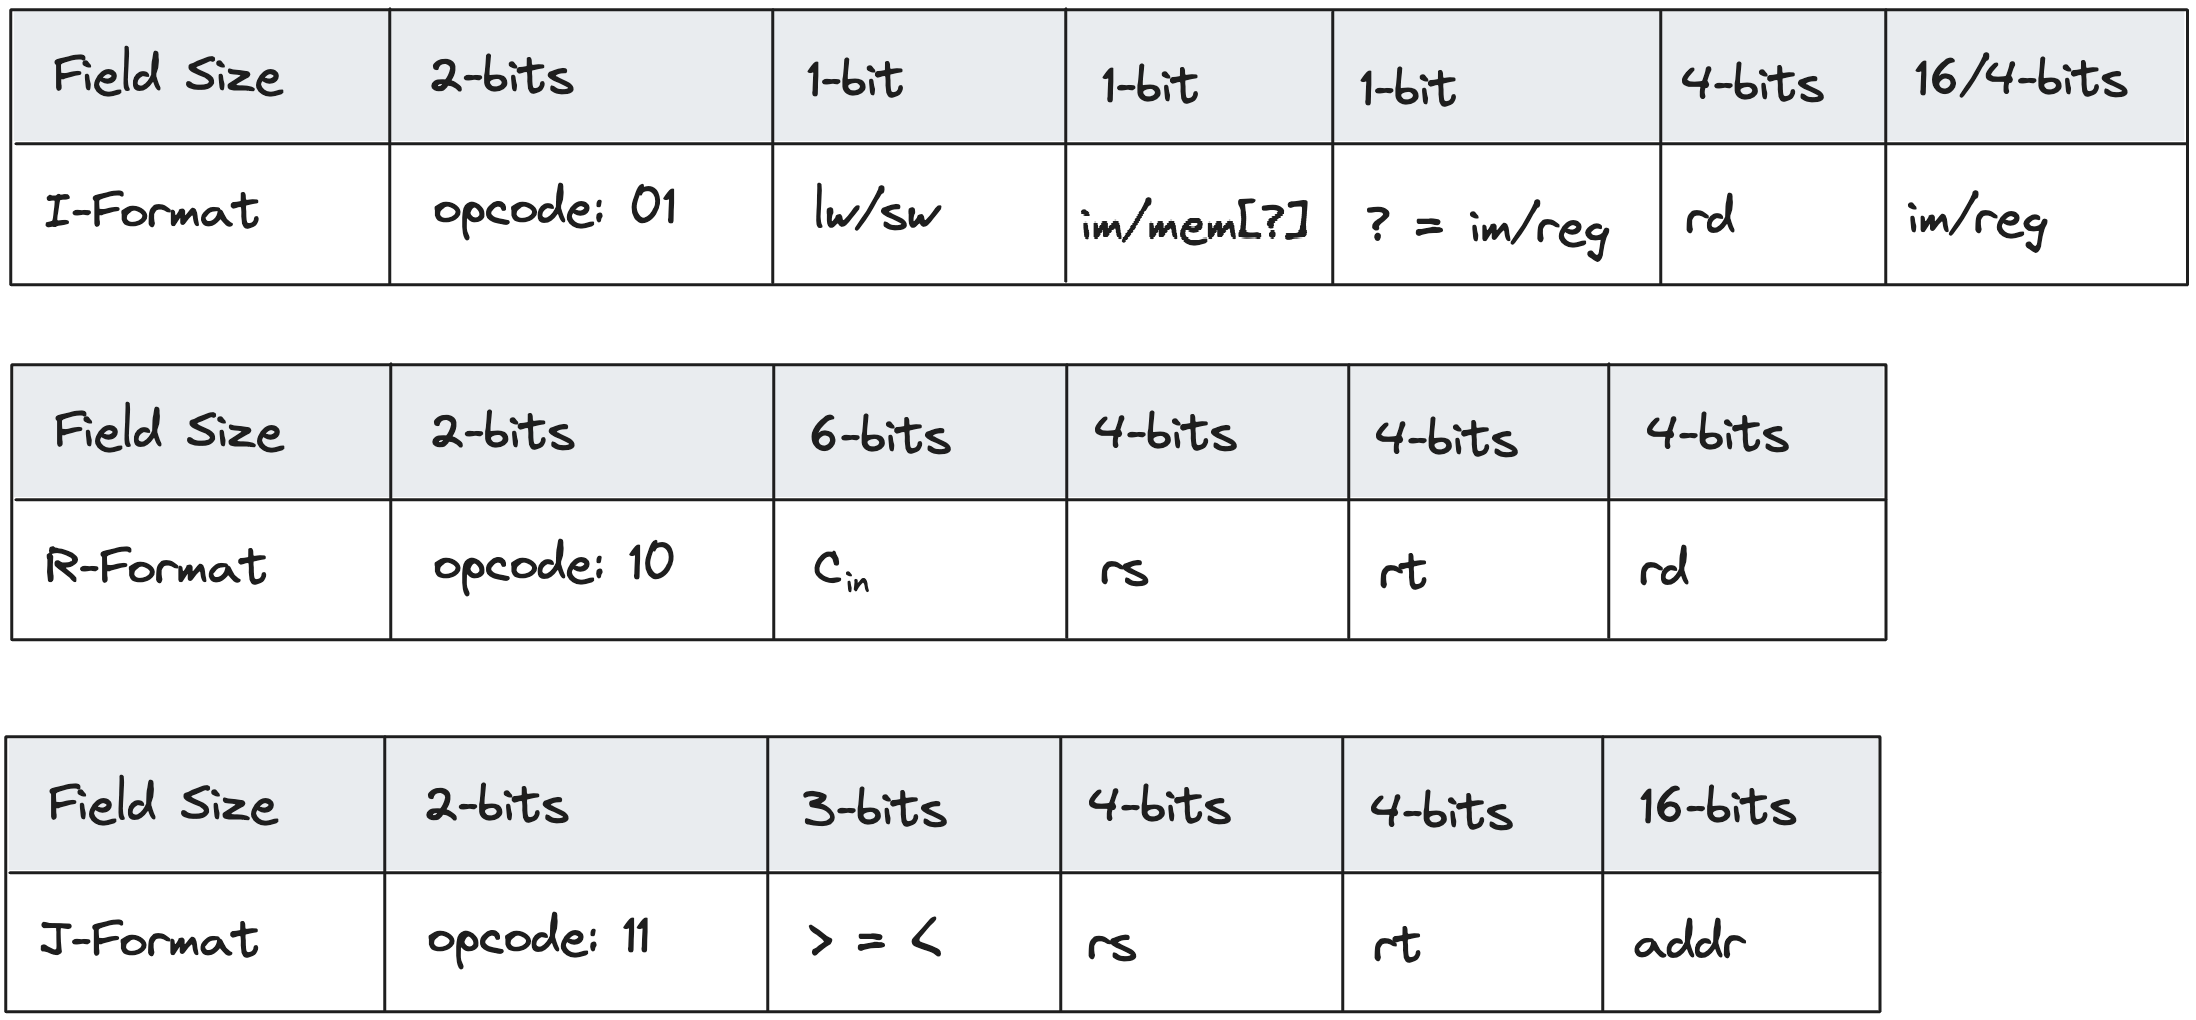 Field Size 2-bits 1-bit 1-bit 1-bit 4-bits 16/4-bits
I-Format opcode: 01 lw/sw im/mem[?] ? = im/reg rd im/reg
Field Size 2-bits 6-bits 4-bits 4-bits 4-bits
R-Format opcode: 10 Cin rs rt rd
Field Size 2-bits 3-bits 4-bits 4-bits 16-bits
J-Format opcode: 11 > = < rs rt addr